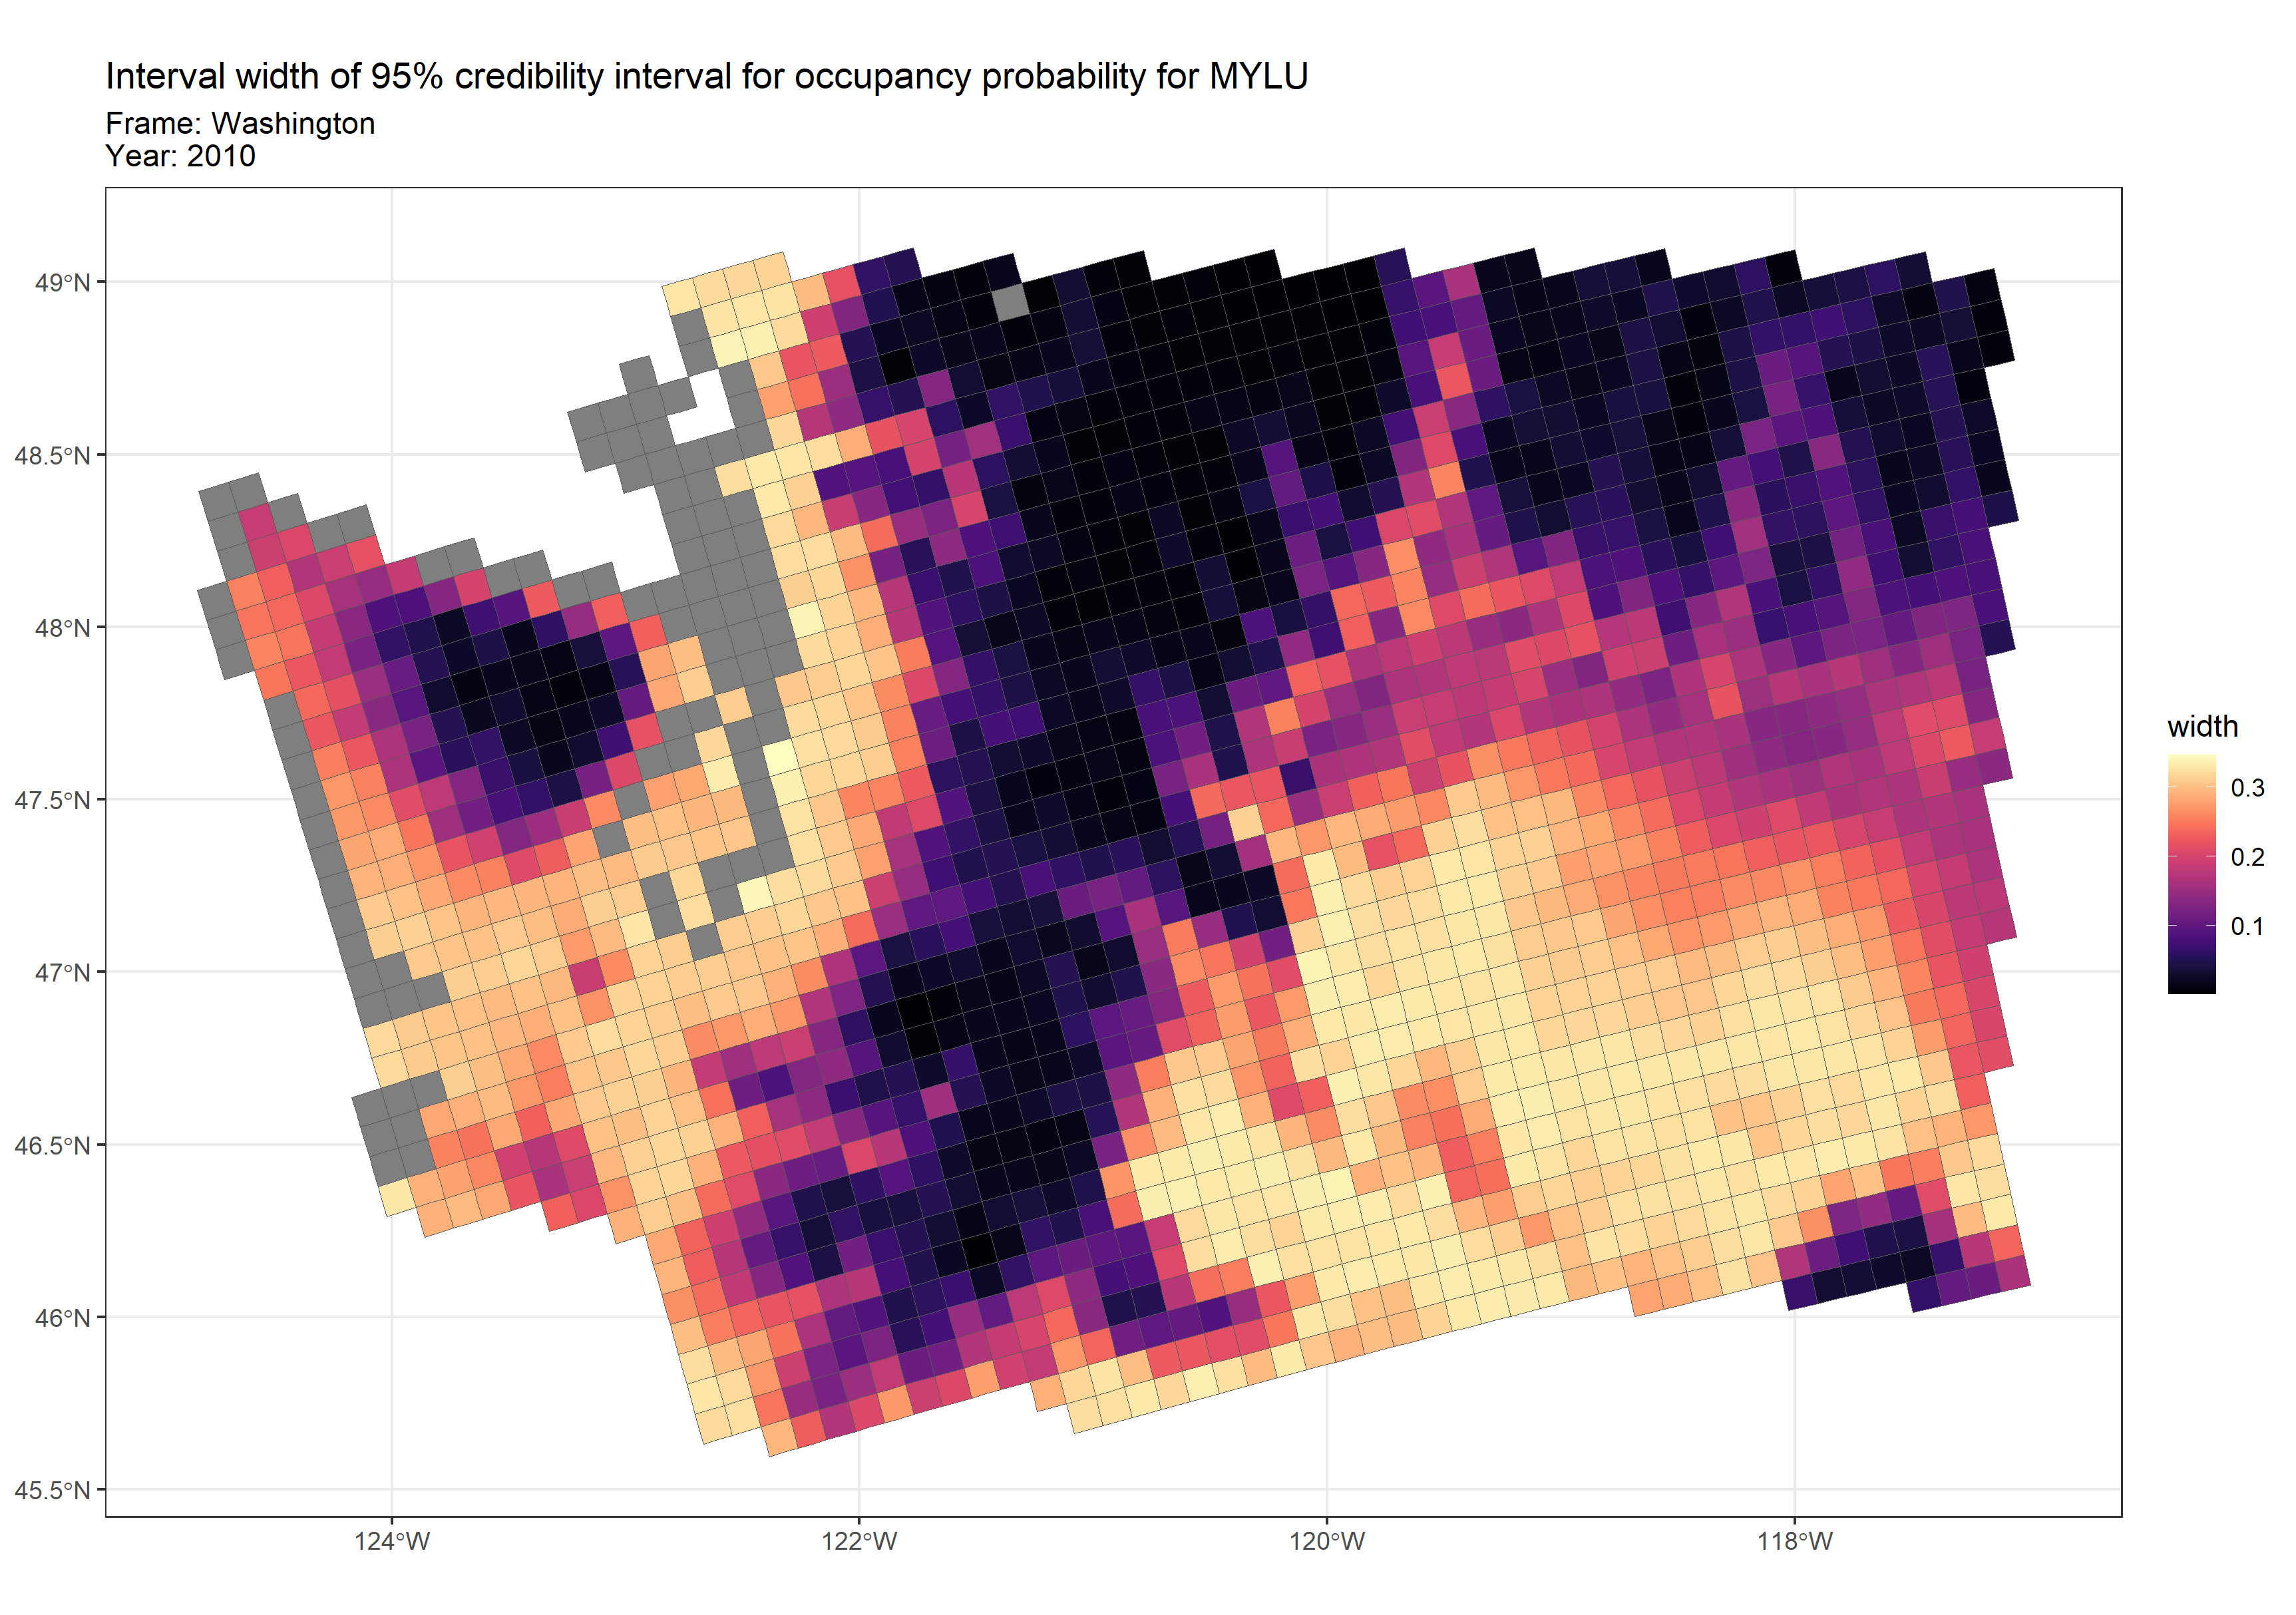 Interval width of 95% credibility interval for occupancy probability for MYLU
Frame: Washington
Year: 2010
49°N
48.5°N
48°N
47.5°N
47°N
46.5°N
46°N
45.5°N
124°W
122°W
120°W
118°W
width
0.3
0.2
0.1